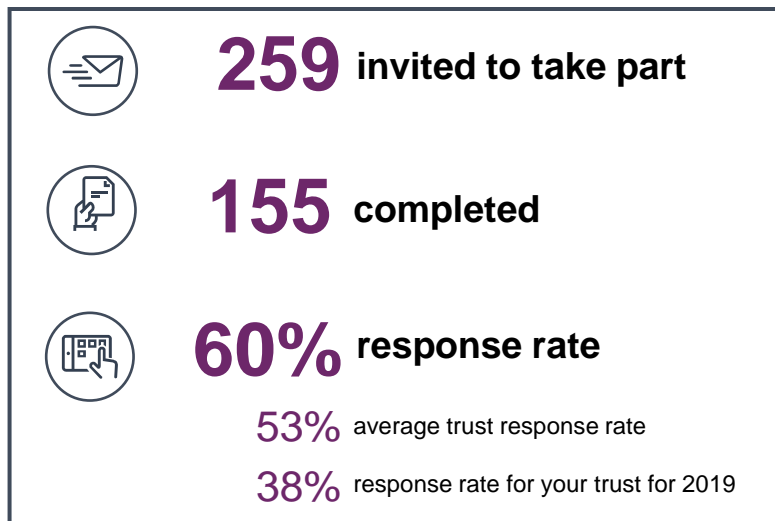 259 invited to take part
155 completed
60% response rate
53% average trust response rate
38% response rate for your trust for 2019